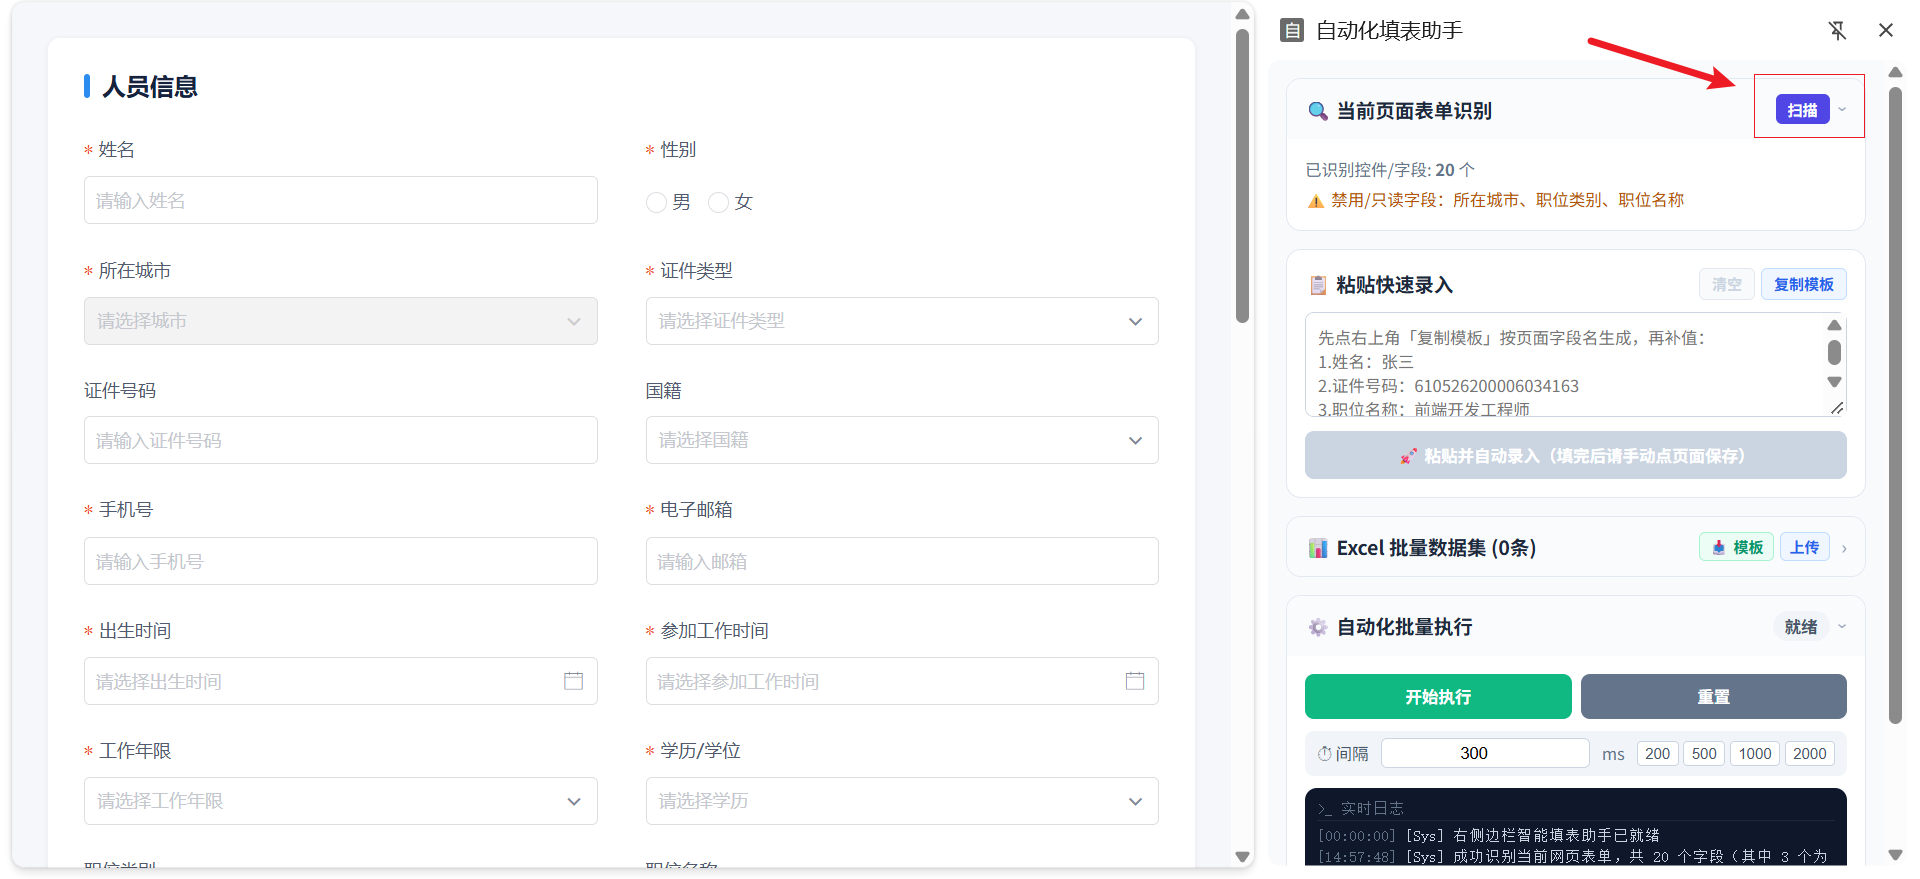 人员信息
* 姓名
* 性别
请输入姓名
男
女
* 所在城市
* 证件类型
请选择城市
请选择证件类型
证件号码
国籍
请输入证件号码
请选择国籍
* 手机号
* 电子邮箱
请输入手机号
请输入邮箱
* 出生时间
* 参加工作时间
请选择出生时间
请选择参加工作时间
* 工作年限
* 学历/学位
请选择工作年限
请选择学历
职位类别
职位名称
自 自动化填表助手
当前页面表单识别
扫描
已识别控件/字段: 20 个
禁用/只读字段：所在城市、职位类别、职位名称
粘贴快速录入
清空
复制模板
先点右上角「复制模板」按页面字段名生成，再补值：
1.姓名：张三
2.证件号码：610526200006034163
3.职位名称：前端开发工程师
粘贴并自动录入（填完后请手动点页面保存）
Excel 批量数据集 (0条)
模板
上传
自动化批量执行
就绪
开始执行
重置
间隔
300
ms
200
500
1000
2000
>_ 实时日志
[00:00:00] [Sys] 右侧边栏智能填表助手已就绪
[14:57:48] [Sys] 成功识别当前网页表单，共 20 个字段（其中 3 个为